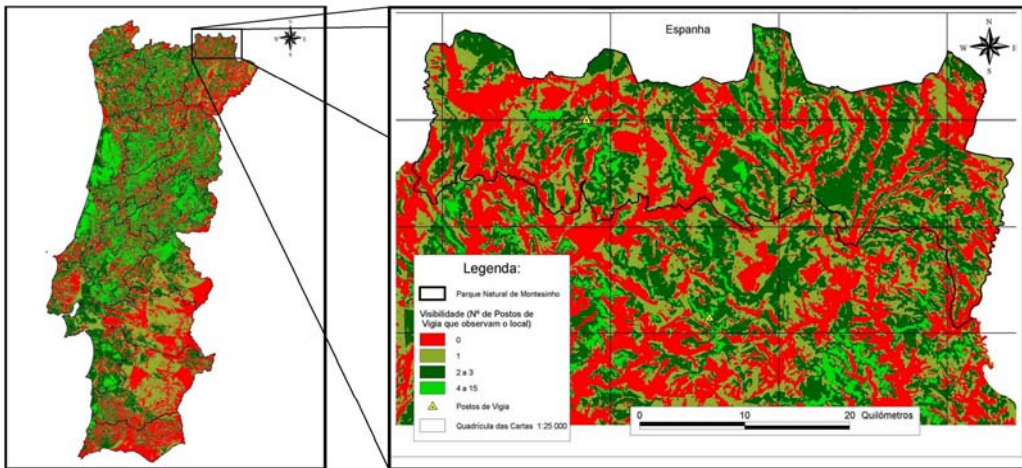 N
W
E
S
Espanha
N
W
E
S
Legenda:
Parque Natural de Montesinho
Visibilidade (Nº de Postos de
Vigia que observam o local)
0
1
2 a 3
4 a 15
Postos de Vigia
Quadrícula das Cartas 1:25 000
0
10
20
Quilómetros